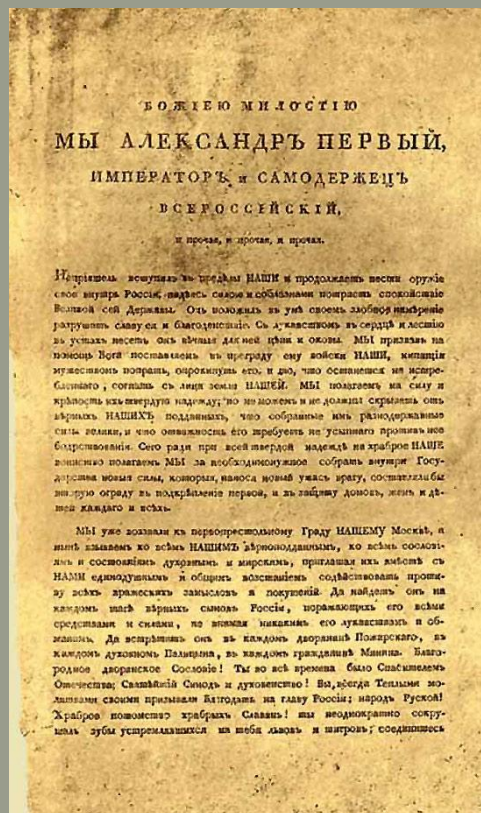 БОЖІЕЮ МИЛОСТІЮ
МЫ АЛЕКСАНДРЪ ПЕРВЫЙ,
ИМПЕРАТОРЪ и САМОДЕРЖЕЦЪ
ВСЕРОССІЙСКІЙ,
и прочая, и прочая, и прочая.
Непріятель вступилъ въ предѣлы НАШИ и продолжаетъ нести оружіе
свое внутрь Россіи, надѣясь силою и соблазнами потрясть спокойствіе
Великой сей Державы. Онъ положилъ въ умѣ своемъ злобное намѣреніе
разрушить славу ея и благоденствіе. Съ лукавствомъ въ сердцѣ и лестію
въ устахъ несетъ онъ вѣчныя для ней цѣпи и оковы. МЫ призвавъ на
помощь Бога поставляемъ въ преграду ему войски НАШИ, кипящія
мужествомъ попрать, опрокинуть его, и то, что останется не истре-
бленнаго, согнать съ лица земли НАШЕЙ. МЫ полагаемъ на силу и
крѣпость ихъ твердую надежду; но не можемъ и не должны скрывать отъ
вѣрныхъ НАШИХЪ подданныхъ, что собранныя имъ разнодержавныя
силы велики, и что отважность его требуетъ неусыпнаго противъ нее
бодрствованія. Сего ради при всей твердой надеждѣ на храброе НАШЕ
воинство полагаемъ МЫ за необходимонужное собрать внутри Госу-
дарства новыя силы, которыя, нанося новый ужасъ врагу, составляли бы
вторую ограду въ подкрѣпленіе первой, и въ защиту домовъ, женъ и дѣ-
тей каждаго и всѣхъ.
МЫ уже воззвали къ первопрестольному Граду НАШЕМУ Москвѣ, а
нынѣ взываемъ ко всѣмъ НАШИМЪ вѣрноподданнымъ, ко всѣмъ сослові-
ямъ и состояніямъ духовнымъ и мирскимъ, приглашая ихъ вмѣстѣ съ
НАМИ единодушнымъ и общимъ возстаніемъ содѣйствовать проти-
ву всѣхъ вражескихъ замысловъ и покушеній. Да найдетъ онъ на
каждомъ шагѣ вѣрныхъ сыновъ Россіи, поражающихъ его всѣми
средствами и силами, не внимая никакимъ его лукавствамъ и об-
манамъ. Да встрѣтитъ онъ въ каждомъ дворянинѣ Пожарскаго, въ
каждомъ духовномъ Палицына, въ каждомъ гражданинѣ Минина. Благо-
родное дворянское Сословіе! Ты во всѣ времена было Спасителемъ
Отечества; Святѣйшій Синодъ и духовенство! Вы всегда теплыми мо-
литвами своими призывали благодать на главу Россіи; народъ Руской!
Храброе потомство храбрыхъ Славянъ! ты неоднократно сокру-
шалъ зубы устремлявшихся на тебя львовъ и тигровъ; соединитесь